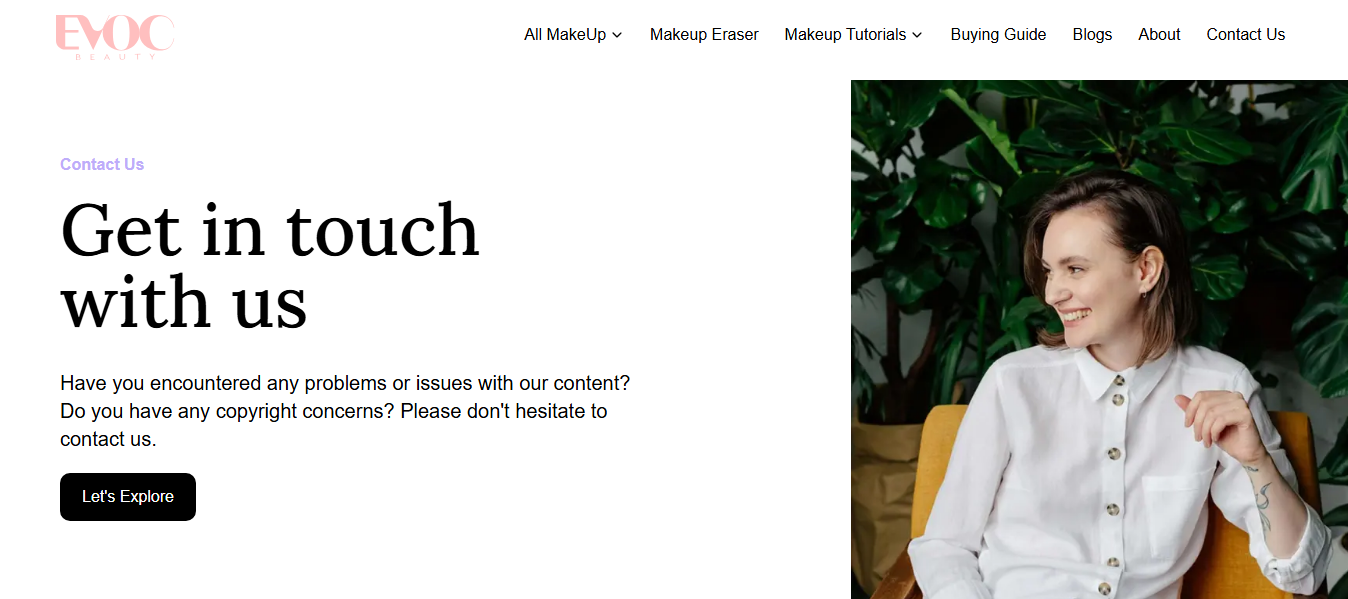 EVOC
BEAUTY
All MakeUp
Makeup Eraser
Makeup Tutorials
Buying Guide
Blogs
About
Contact Us
Contact Us
Get in touch
with us
Have you encountered any problems or issues with our content?
Do you have any copyright concerns? Please don't hesitate to
contact us.
Let's Explore